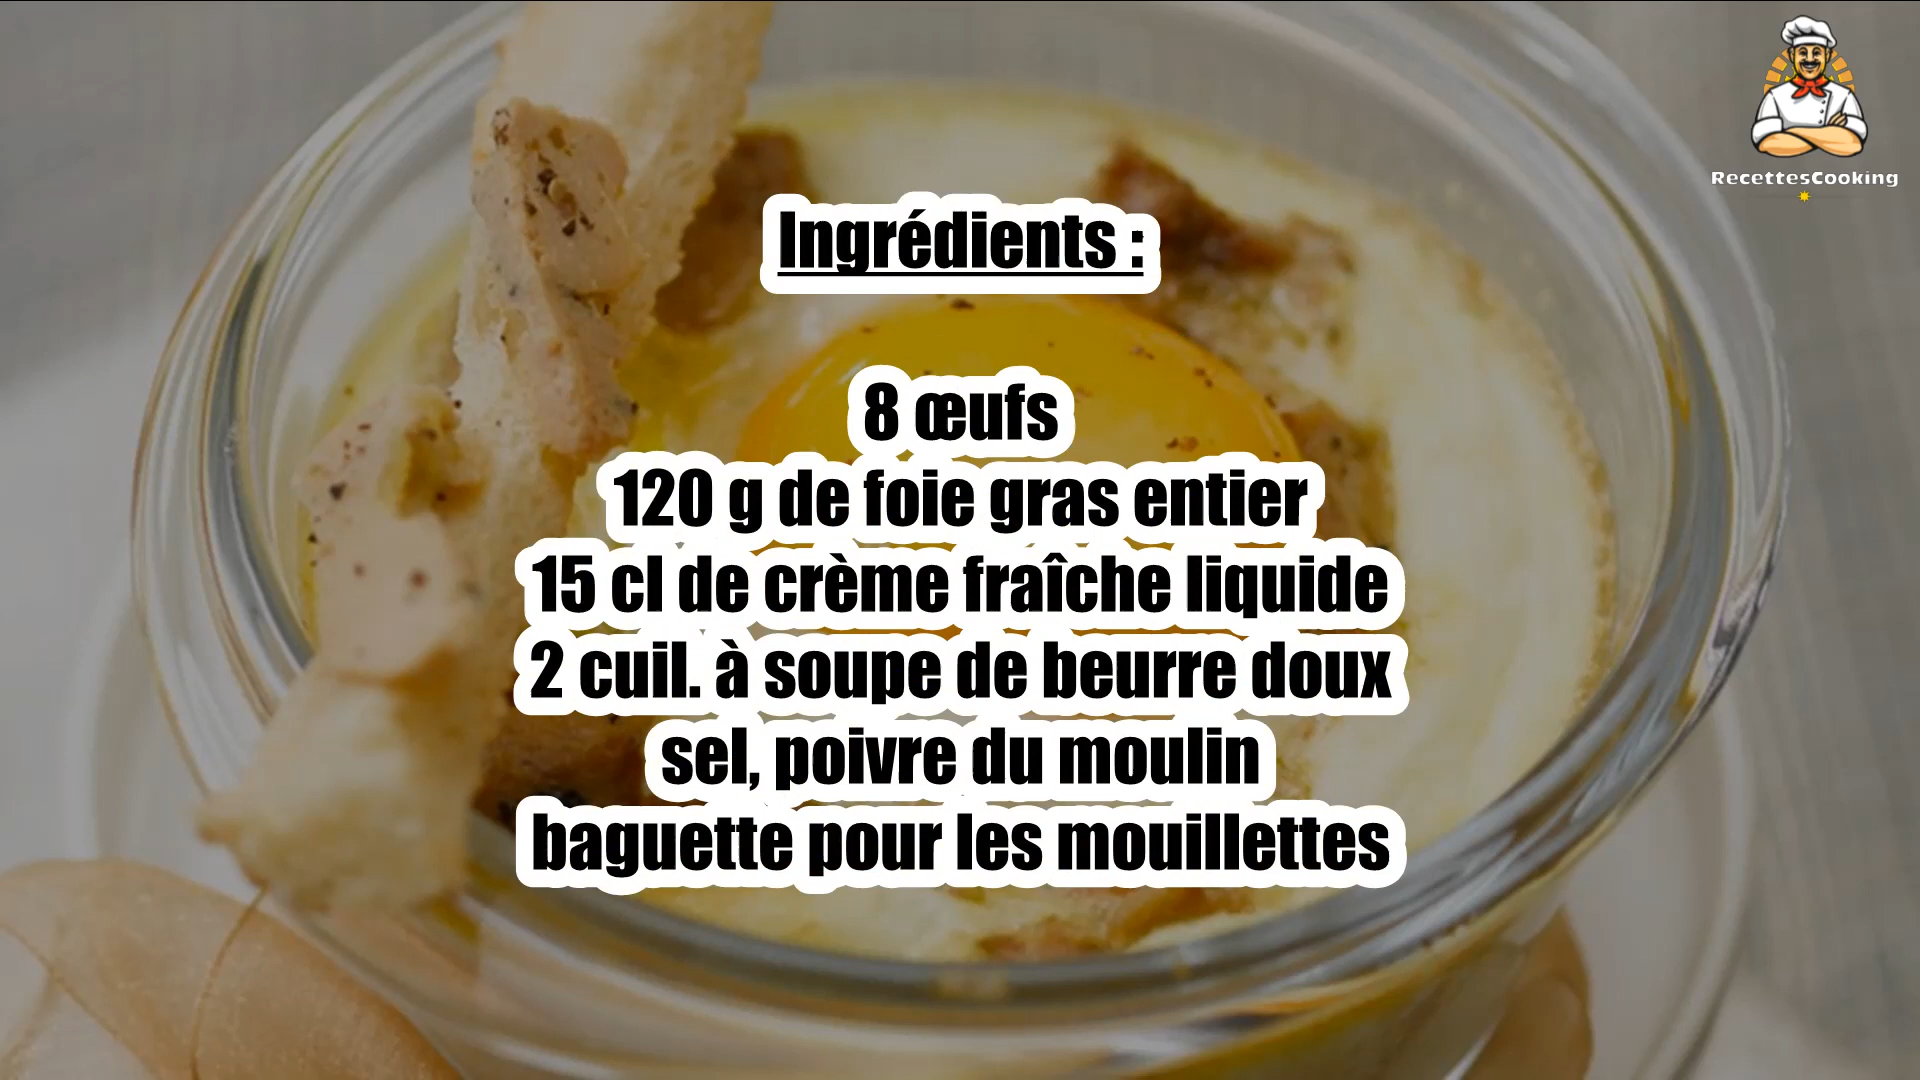 RecettesCooking
Ingrédients :
8 œufs
120 g de foie gras entier
15 cl de crème fraîche liquide
2 cuil. à soupe de beurre doux
sel, poivre du moulin
baguette pour les mouillettes